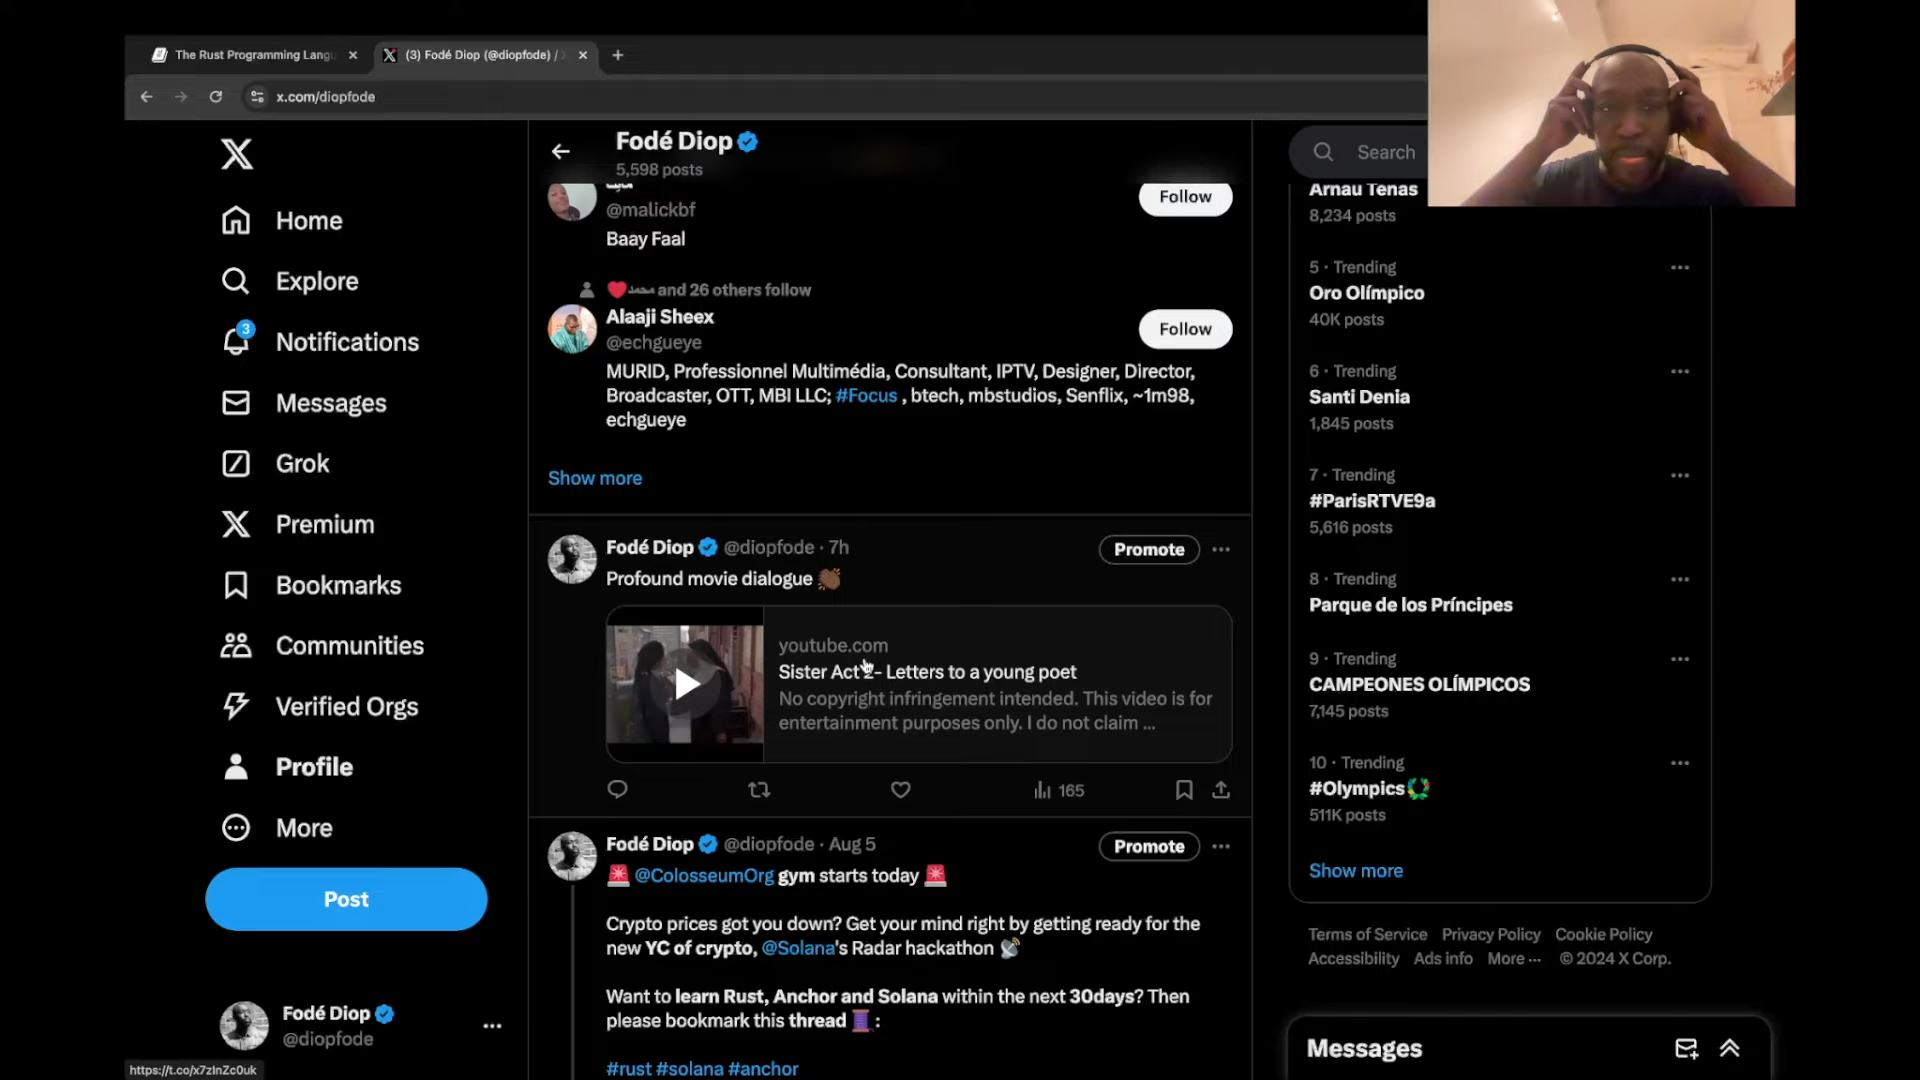 The Rust Programming Langu
(3) Fodé Diop (@diopfode) /
x.com/diopfode
Home
Explore
3
Notifications
Messages
Grok
Premium
Bookmarks
Communities
Verified Orgs
Profile
More
Post
Fodé Diop
@diopfode
https://t.co/x7zlnZc0uk
Fodé Diop
5,598 posts
@malickbf
Follow
Baay Faal
and 26 others follow
Alaaji Sheex
@echgueye
Follow
MURID, Professionnel Multimédia, Consultant, IPTV, Designer, Director,
Broadcaster, OTT, MBI LLC; #Focus , btech, mbstudios, Senflix, ~1m98,
echgueye
Show more
Fodé Diop @diopfode · 7h
Promote
Profound movie dialogue 👏🏾
youtube.com
Sister Act 2- Letters to a young poet
No copyright infringement intended. This video is for
entertainment purposes only. I do not claim ...
165
Fodé Diop @diopfode · Aug 5
Promote
🚨 @ColosseumOrg gym starts today 🚨
Crypto prices got you down? Get your mind right by getting ready for the
new YC of crypto, @Solana's Radar hackathon 📡
Want to learn Rust, Anchor and Solana within the next 30days? Then
please bookmark this thread 🧵:
#rust #solana #anchor
Search
Arnau Tenas
8,234 posts
5 · Trending
Oro Olímpico
40K posts
6 · Trending
Santi Denia
1,845 posts
7 · Trending
#ParisRTVE9a
5,616 posts
8 · Trending
Parque de los Príncipes
9 · Trending
CAMPEONES OLÍMPICOS
7,145 posts
10 · Trending
#Olympics
511K posts
Show more
Terms of Service Privacy Policy Cookie Policy
Accessibility Ads info More ··· © 2024 X Corp.
Messages